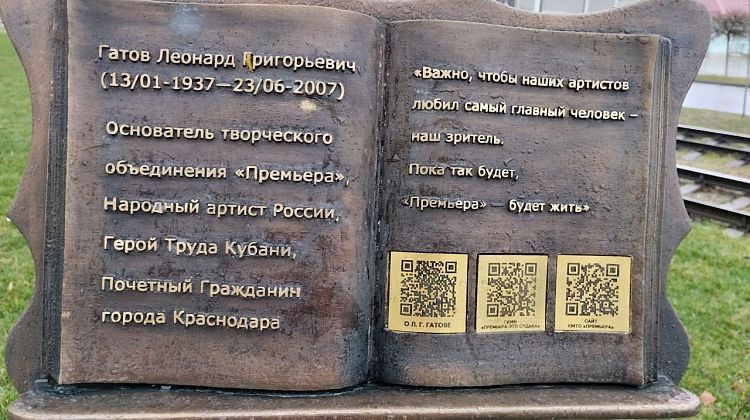 Гатов Леонард Григорьевич
(13/01-1937—23/06-2007)
Основатель творческого
объединения «Премьера»,
Народный артист России,
Герой Труда Кубани,
Почетный Гражданин
города Краснодара
«Важно, чтобы наших артистов
любил самый главный человек –
наш зритель.
Пока так будет,
«Премьера» – будет жить»
О Л. Г. ГАТОВЕ
ГИМН
«ПРЕМЬЕРА-ЭТО СУДЬБА»
САЙТ
КМТО «ПРЕМЬЕРА»